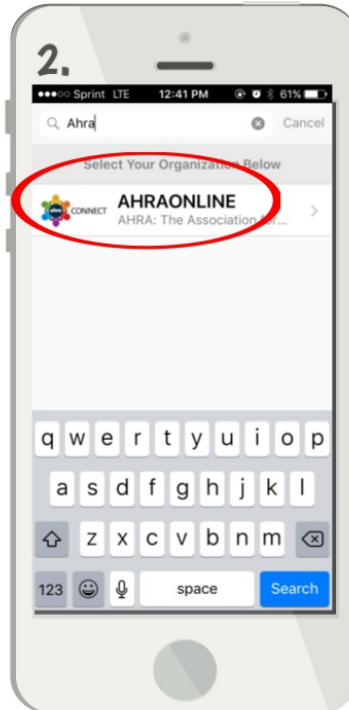 2.
Sprint LTE 12:41 PM 61%
Ahra Cancel
Select Your Organization Below
ahra CONNECT AHRAONLINE
AHRA: The Association for...
q w e r t y u i o p
a s d f g h j k l
z x c v b n m
123 space Search